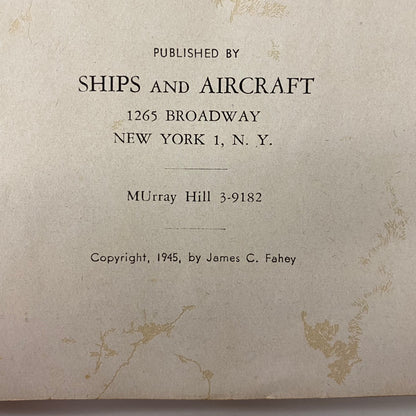 PUBLISHED BY
SHIPS AND AIRCRAFT
1265 BROADWAY
NEW YORK 1, N. Y.
MUrray Hill 3-9182
Copyright, 1945, by James C. Fahey